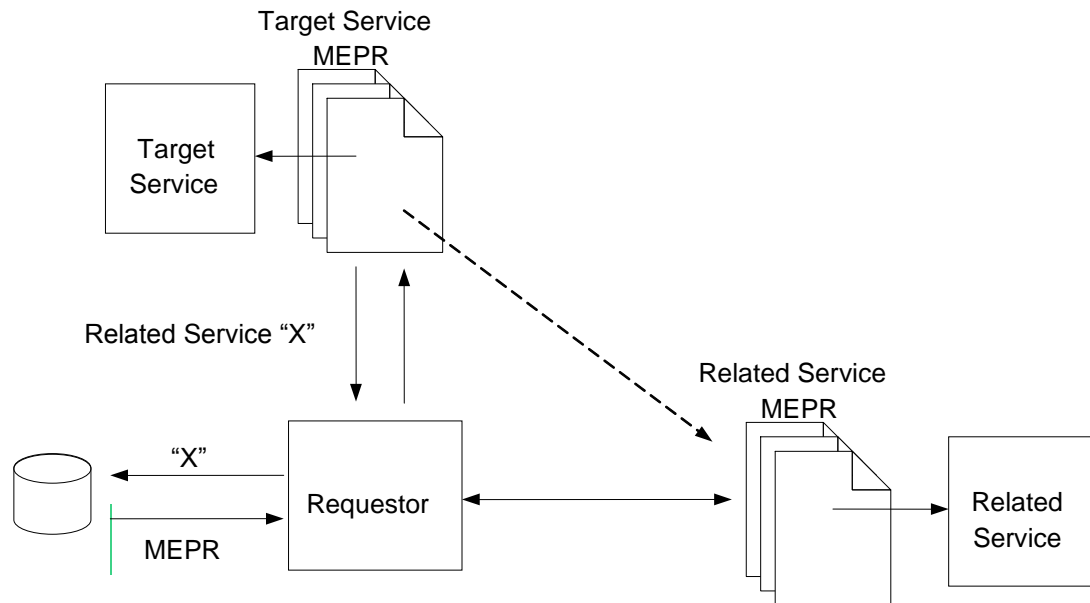 Target Service
MEPR
Target
Service
Related Service “X”
Related Service
MEPR
“X”
Requestor
MEPR
Related
Service